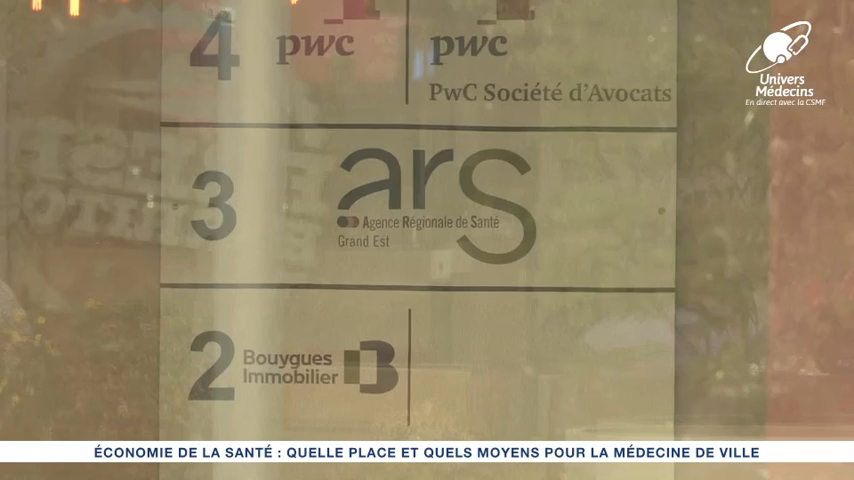 4 pwc pwc
PwC Société d'Avocats
Univers
Médecins
En direct avec la CSMF
3 ars
Agence Régionale de Santé
Grand Est
2 Bouygues
Immobilier B
ÉCONOMIE DE LA SANTÉ : QUELLE PLACE ET QUELS MOYENS POUR LA MÉDECINE DE VILLE